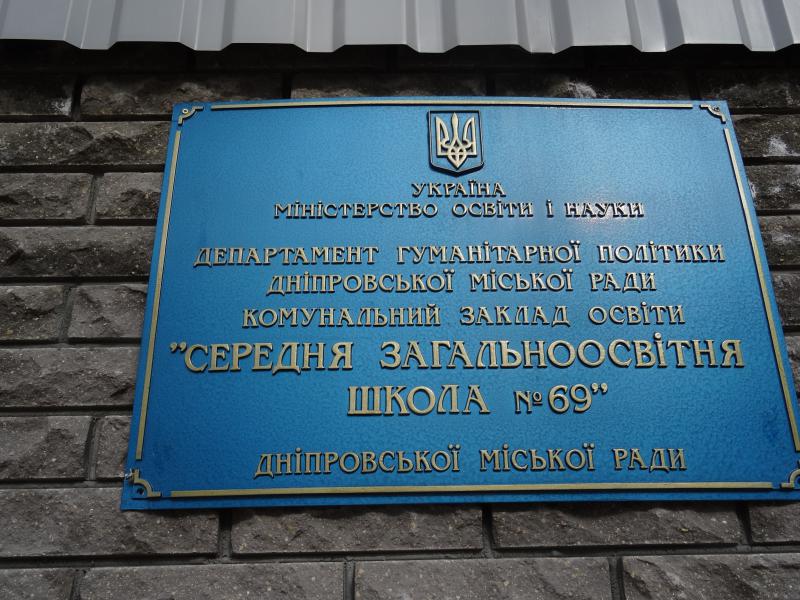 УКРАЇНА
МІНІСТЕРСТВО ОСВІТИ І НАУКИ
ДЕПАРТАМЕНТ ГУМАНІТАРНОЇ ПОЛІТИКИ
ДНІПРОВСЬКОЇ МІСЬКОЇ РАДИ
КОМУНАЛЬНИЙ ЗАКЛАД ОСВІТИ
"СЕРЕДНЯ ЗАГАЛЬНООСВІТНЯ
ШКОЛА №69"
ДНІПРОВСЬКОЇ МІСЬКОЇ РАДИ